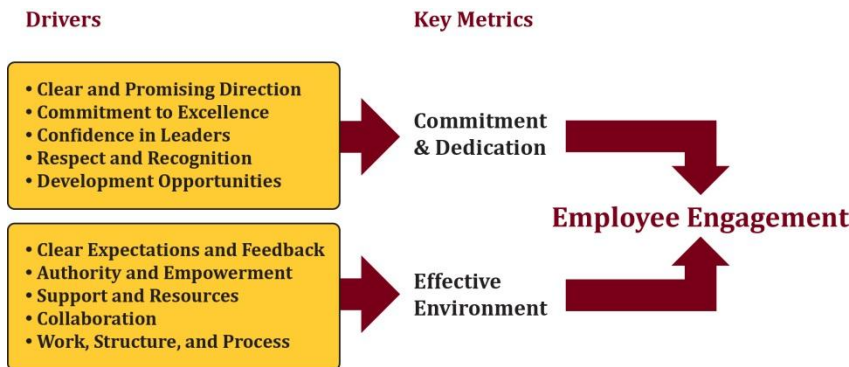 Drivers
Key Metrics
• Clear and Promising Direction
• Commitment to Excellence
• Confidence in Leaders
• Respect and Recognition
• Development Opportunities
Commitment
& Dedication
Employee Engagement
• Clear Expectations and Feedback
• Authority and Empowerment
• Support and Resources
• Collaboration
• Work, Structure, and Process
Effective
Environment